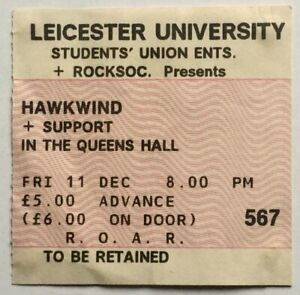 LEICESTER UNIVERSITY
STUDENTS' UNION ENTS.
+ ROCKSOC. Presents
HAWKWIND
+ SUPPORT
IN THE QUEENS HALL
FRI 11 DEC 8.00 PM
£5.00 ADVANCE
(£6.00 ON DOOR) 567
R. O. A. R.
TO BE RETAINED